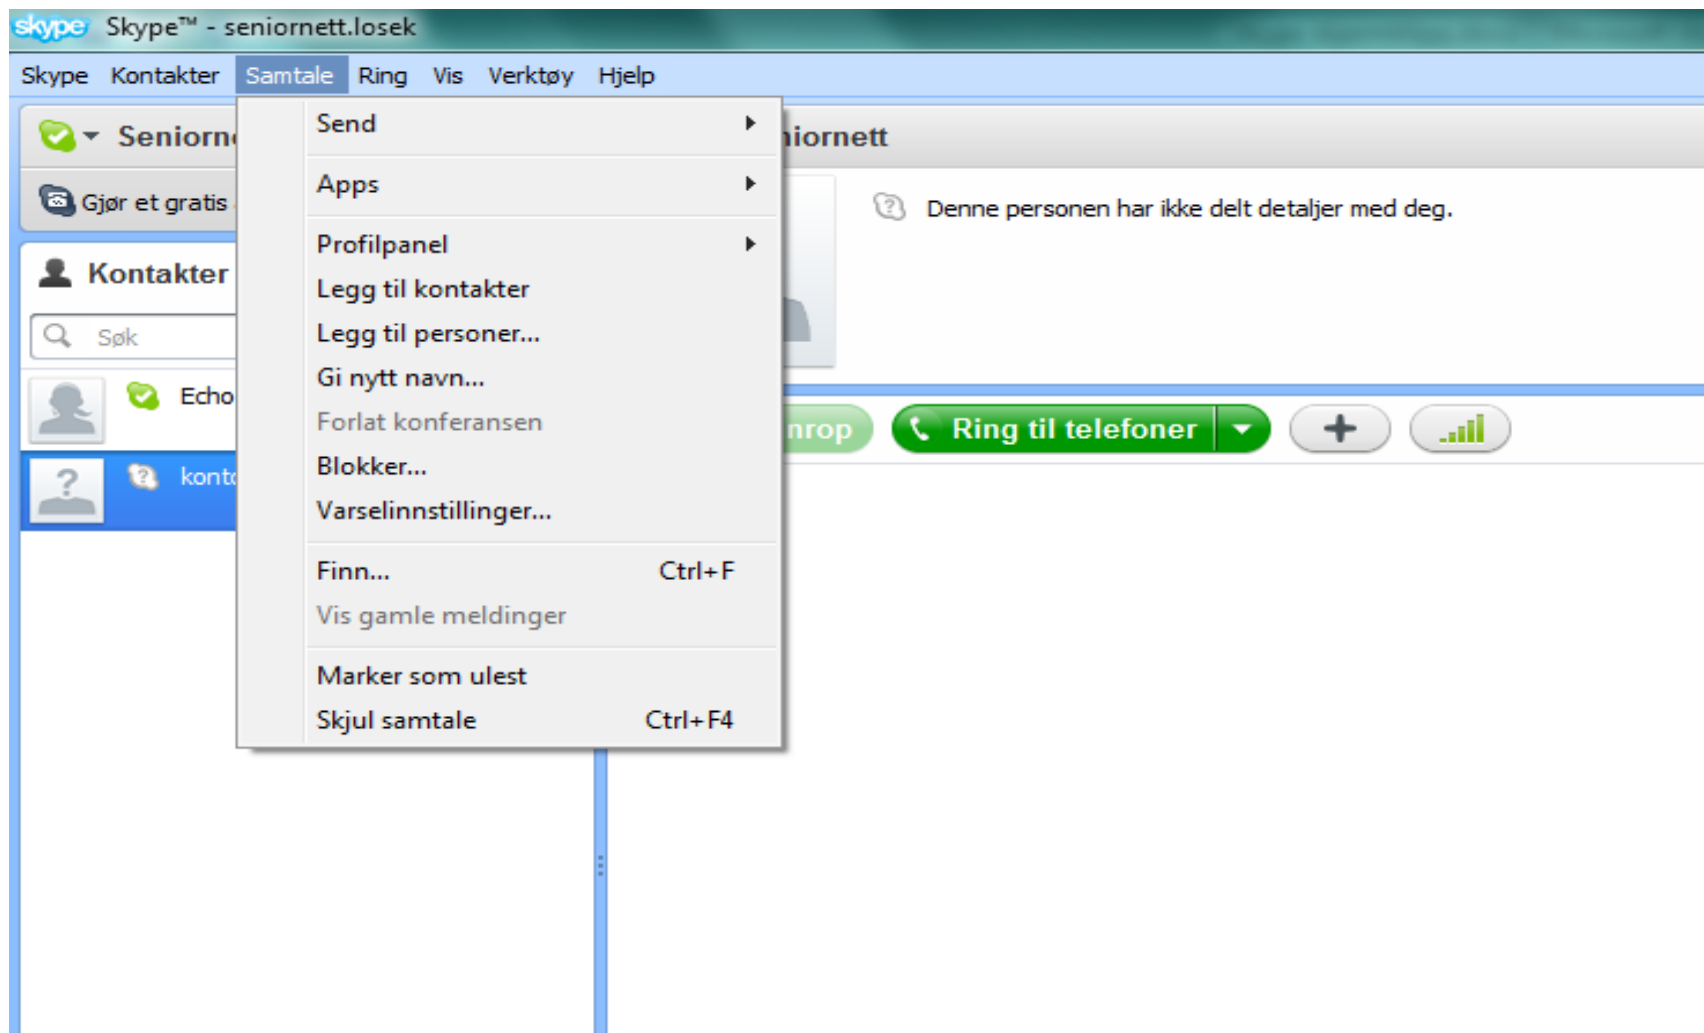 skype Skype™ - seniornett.losek
Skype Kontakter Samtale Ring Vis Verktøy Hjelp
Send
Apps
Profilpanel
Legg til kontakter
Legg til personer...
Gi nytt navn...
Forlat konferansen
Blokker...
Varselinnstillinger...
Finn... Ctrl+F
Vis gamle meldinger
Marker som ulest
Skjul samtale Ctrl+F4
Seniorn
Gjør et gratis
Kontakter
Søk
Echo
niornett
Denne personen har ikke delt detaljer med deg.
nrop Ring til telefoner